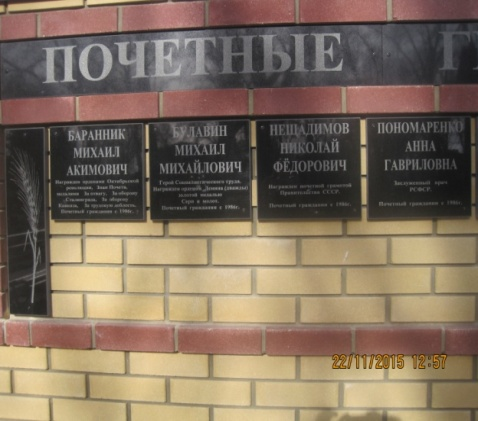 ПОЧЕТНЫЕ
БАРАННИК
МИХАИЛ
АКИМОВИЧ
Награжден орденами Октябрьской
революции, Знак Почета,
медалями За отвагу, За оборону
Сталинграда, За оборону
Кавказа, За трудовую доблесть.
Почетный гражданин с 1986г.
БУЛАВИН
МИХАИЛ
МИХАЙЛОВИЧ
Герой Социалистического труда.
Награжден орденом Ленина
золотой медалью
Серп и молот.
Почетный гражданин с 1986г.
НЕЩАДИМОВ
НИКОЛАЙ
ФЁДОРОВИЧ
Награжден почетной грамотой
Правительства СССР.
Почетный гражданин с 1986г.
ПОНОМАРЕНКО
АННА
ГАВРИЛОВНА
Заслуженный врач
РСФСР.
Почетный гражданин с 1986г.
22/11/2015 12:57